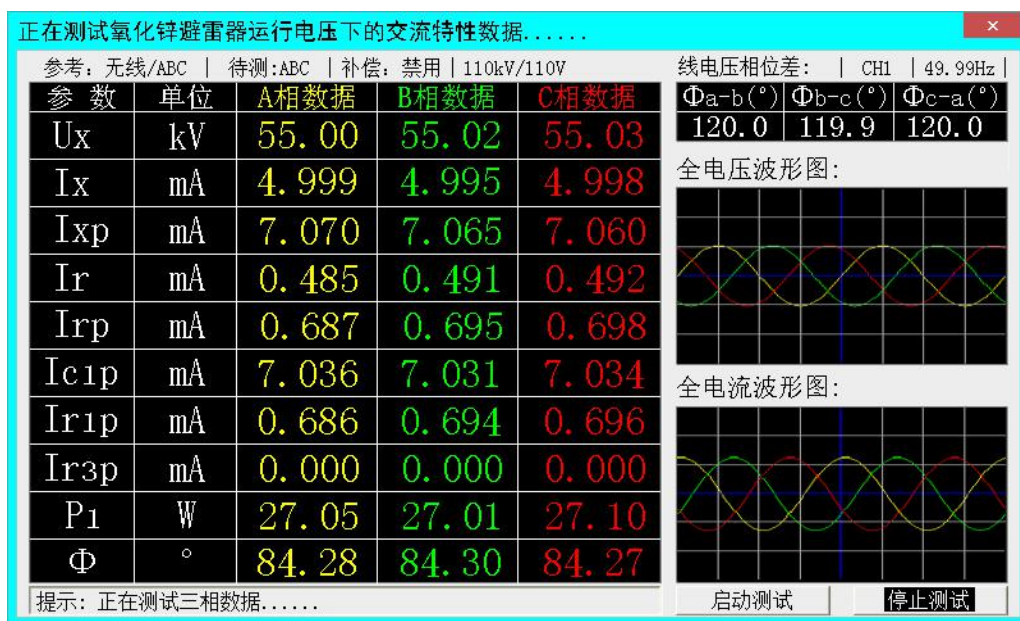 正在测试氧化锌避雷器运行电压下的交流特性数据......
×
参考: 无线/ABC | 待测:ABC |补偿: 禁用|110kV/110V
参 数 单位 A相数据 B相数据 C相数据
Ux kV 55.00 55.02 55.03
Ix mA 4.999 4.995 4.998
Ixp mA 7.070 7.065 7.060
Ir mA 0.485 0.491 0.492
Irp mA 0.687 0.695 0.698
Ic1p mA 7.036 7.031 7.034
Ir1p mA 0.686 0.694 0.696
Ir3p mA 0.000 0.000 0.000
P1 W 27.05 27.01 27.10
Φ ° 84.28 84.30 84.27
提示: 正在测试三相数据......
线电压相位差: | CH1 |49.99Hz|
Φa-b(°) Φb-c(°) Φc-a(°)
120.0 119.9 120.0
全电压波形图:
全电流波形图:
启动测试 停止测试